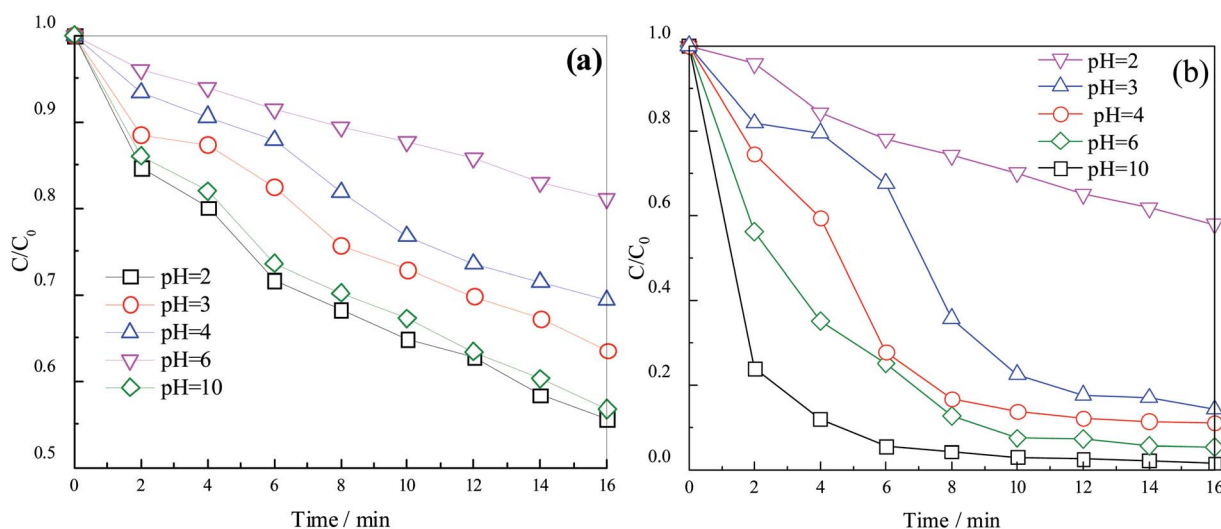 (a)
C/C0
1.0
0.9
0.8
0.7
0.6
0.5
pH=2
pH=3
pH=4
pH=6
pH=10
0 2 4 6 8 10 12 14 16
Time / min
(b)
C/C0
1.0
0.8
0.6
0.4
0.2
0.0
pH=2
pH=3
pH=4
pH=6
pH=10
0 2 4 6 8 10 12 14 16
Time / min